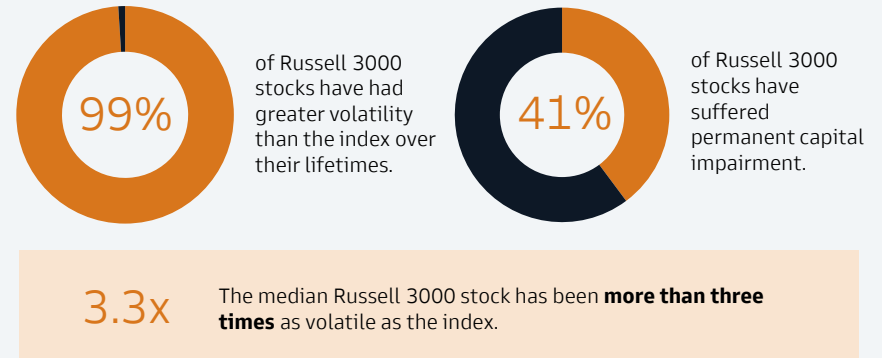 99%
of Russell 3000
stocks have had
greater volatility
than the index over
their lifetimes.
41%
of Russell 3000
stocks have
suffered
permanent capital
impairment.
3.3x
The median Russell 3000 stock has been more than three
times as volatile as the index.